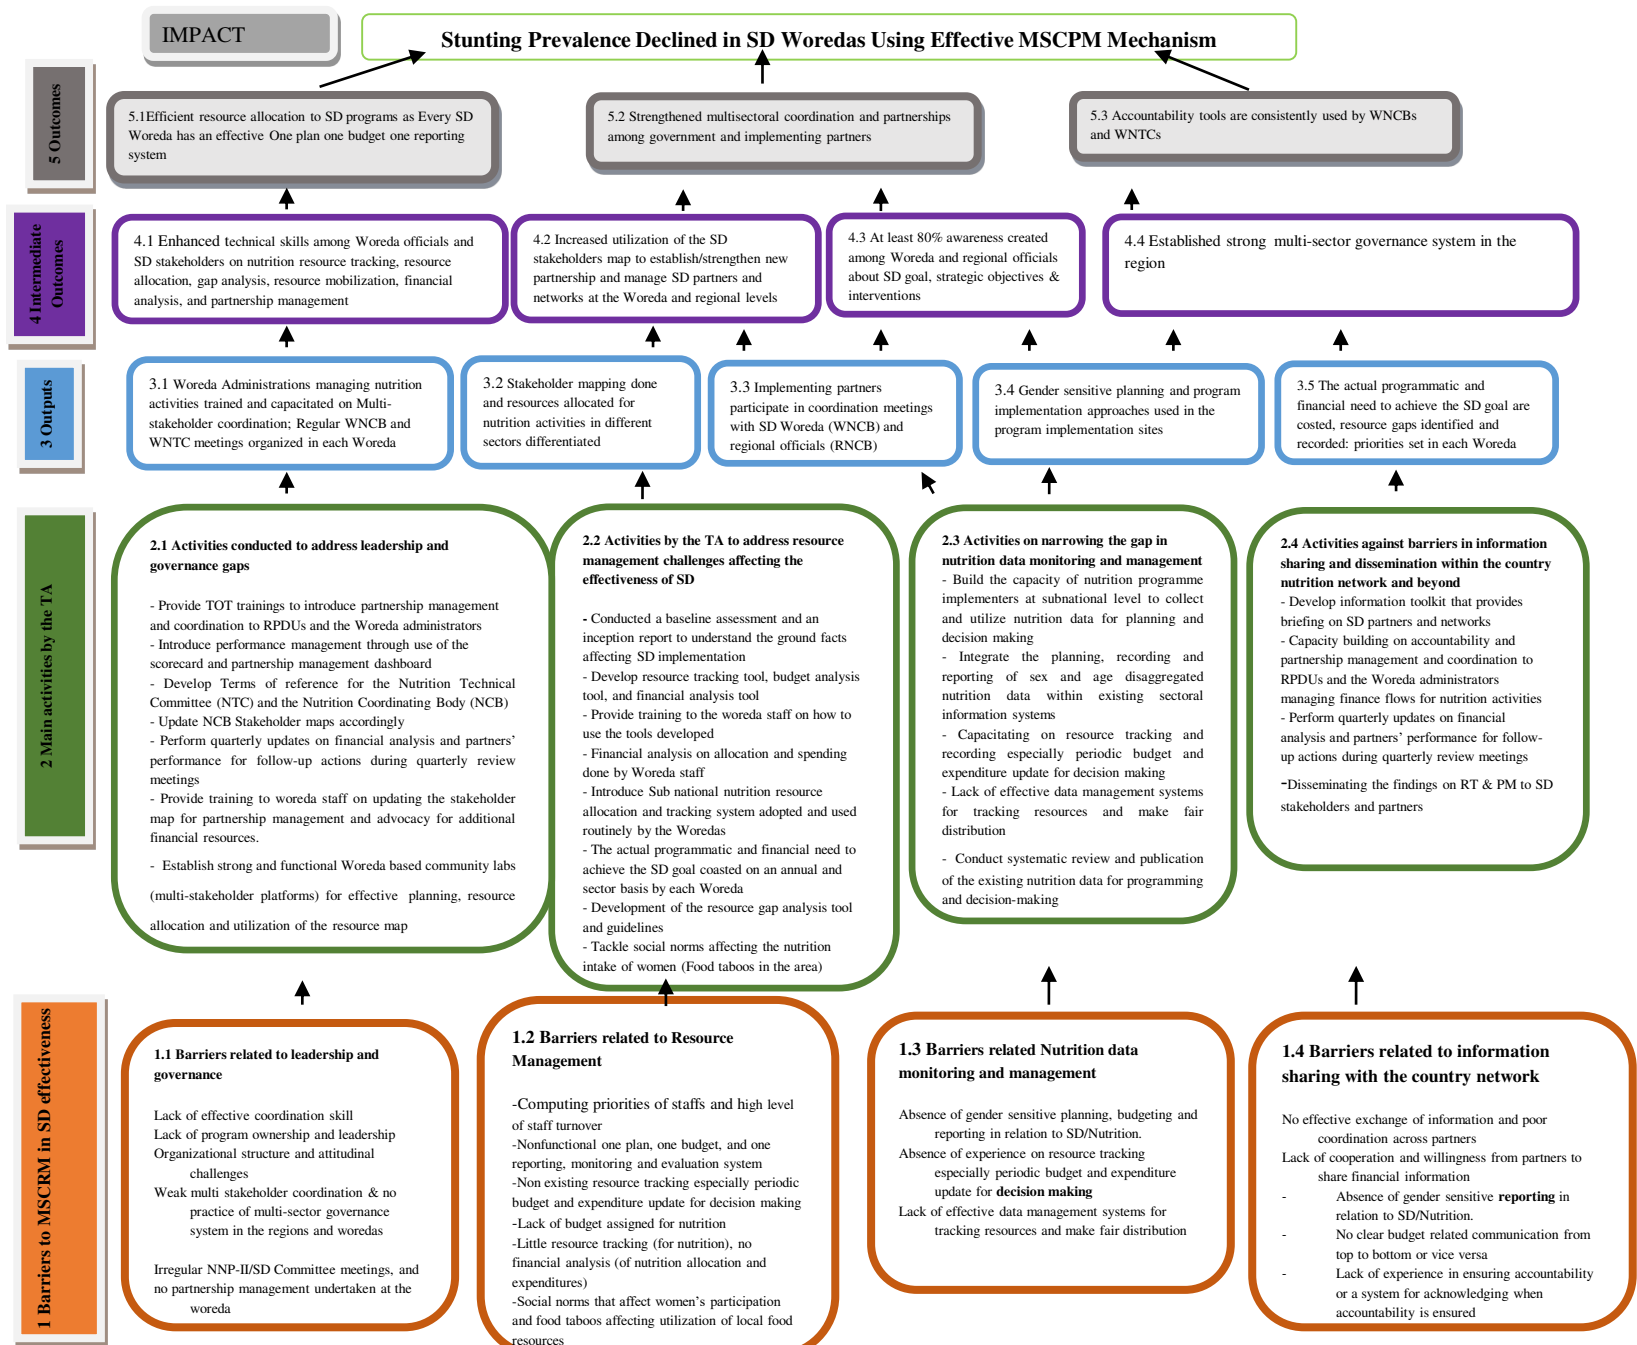 IMPACT
Stunting Prevalence Declined in SD Woredas Using Effective MSCPM Mechanism
5 Outcomes
5.1Efficient resource allocation to SD programs as Every SD
Woreda has an effective One plan one budget one reporting
system
5.2 Strengthened multisectoral coordination and partnerships
among government and implementing partners
5.3 Accountability tools are consistently used by WNCBs
and WNTCs
4 Intermediate
Outcomes
4.1 Enhanced technical skills among Woreda officials and
SD stakeholders on nutrition resource tracking, resource
allocation, gap analysis, resource mobilization, financial
analysis, and partnership management
4.2 Increased utilization of the SD
stakeholders map to establish/strengthen new
partnership and manage SD partners and
networks at the Woreda and regional levels
4.3 At least 80% awareness created
among Woreda and regional officials
about SD goal, strategic objectives &
interventions
4.4 Established strong multi-sector governance system in the
region
3 Outputs
3.1 Woreda Administrations managing nutrition
activities trained and capacitated on Multi-
stakeholder coordination; Regular WNCB and
WNTC meetings organized in each Woreda
3.2 Stakeholder mapping done
and resources allocated for
nutrition activities in different
sectors differentiated
3.3 Implementing partners
participate in coordination meetings
with SD Woreda (WNCB) and
regional officials (RNCB)
3.4 Gender sensitive planning and program
implementation approaches used in the
program implementation sites
3.5 The actual programmatic and
financial need to achieve the SD goal are
costed, resource gaps identified and
recorded: priorities set in each Woreda
2 Main activities by the TA
2.1 Activities conducted to address leadership and
governance gaps
- Provide TOT trainings to introduce partnership management
and coordination to RPDUs and the Woreda administrators
- Introduce performance management through use of the
scorecard and partnership management dashboard
- Develop Terms of reference for the Nutrition Technical
Committee (NTC) and the Nutrition Coordinating Body (NCB)
- Update NCB Stakeholder maps accordingly
- Perform quarterly updates on financial analysis and partners'
performance for follow-up actions during quarterly review
meetings
- Provide training to woreda staff on updating the stakeholder
map for partnership management and advocacy for additional
financial resources.
- Establish strong and functional Woreda based community labs
(multi-stakeholder platforms) for effective planning, resource
allocation and utilization of the resource map
2.2 Activities by the TA to address resource
management challenges affecting the
effectiveness of SD
- Conducted a baseline assessment and an
inception report to understand the ground facts
affecting SD implementation
- Develop resource tracking tool, budget analysis
tool, and financial analysis tool
- Provide training to the woreda staff on how to
use the tools developed
- Financial analysis on allocation and spending
done by Woreda staff
- Introduce Sub national nutrition resource
allocation and tracking system adopted and used
routinely by the Woredas
- The actual programmatic and financial need to
achieve the SD goal coasted on an annual and
sector basis by each Woreda
- Development of the resource gap analysis tool
and guidelines
- Tackle social norms affecting the nutrition
intake of women (Food taboos in the area)
2.3 Activities on narrowing the gap in
nutrition data monitoring and management
- Build the capacity of nutrition programme
implementers at subnational level to collect
and utilize nutrition data for planning and
decision making
- Integrate the planning, recording and
reporting of sex and age disaggregated
nutrition data within existing sectoral
information systems
- Capacitating on resource tracking and
recording especially periodic budget and
expenditure update for decision making
- Lack of effective data management systems
for tracking resources and make fair
distribution
- Conduct systematic review and publication
of the existing nutrition data for programming
and decision-making
2.4 Activities against barriers in information
sharing and dissemination within the country
nutrition network and beyond
- Develop information toolkit that provides
briefing on SD partners and networks
- Capacity building on accountability and
partnership management and coordination to
RPDUs and the Woreda administrators
managing finance flows for nutrition activities
- Perform quarterly updates on financial
analysis and partners' performance for follow-
up actions during quarterly review meetings
-Disseminating the findings on RT & PM to SD
stakeholders and partners
1 Barriers to MSCRM in SD effectiveness
1.1 Barriers related to leadership and
governance
Lack of effective coordination skill
Lack of program ownership and leadership
Organizational structure and attitudinal
challenges
Weak multi stakeholder coordination & no
practice of multi-sector governance
system in the regions and woredas
Irregular NNP-II/SD Committee meetings, and
no partnership management undertaken at the
woreda
1.2 Barriers related to Resource
Management
-Computing priorities of staffs and high level
of staff turnover
-Nonfunctional one plan, one budget, and one
reporting, monitoring and evaluation system
-Non existing resource tracking especially periodic
budget and expenditure update for decision making
-Lack of budget assigned for nutrition
-Little resource tracking (for nutrition), no
financial analysis (of nutrition allocation and
expenditures)
-Social norms that affect women's participation
and food taboos affecting utilization of local food
resources
1.3 Barriers related Nutrition data
monitoring and management
Absence of gender sensitive planning, budgeting and
reporting in relation to SD/Nutrition.
Absence of experience on resource tracking
especially periodic budget and expenditure
update for decision making
Lack of effective data management systems for
tracking resources and make fair distribution
1.4 Barriers related to information
sharing with the country network
No effective exchange of information and poor
coordination across partners
Lack of cooperation and willingness from partners to
share financial information
- Absence of gender sensitive reporting in
relation to SD/Nutrition.
- No clear budget related communication from
top to bottom or vice versa
- Lack of experience in ensuring accountability
or a system for acknowledging when
accountability is ensured